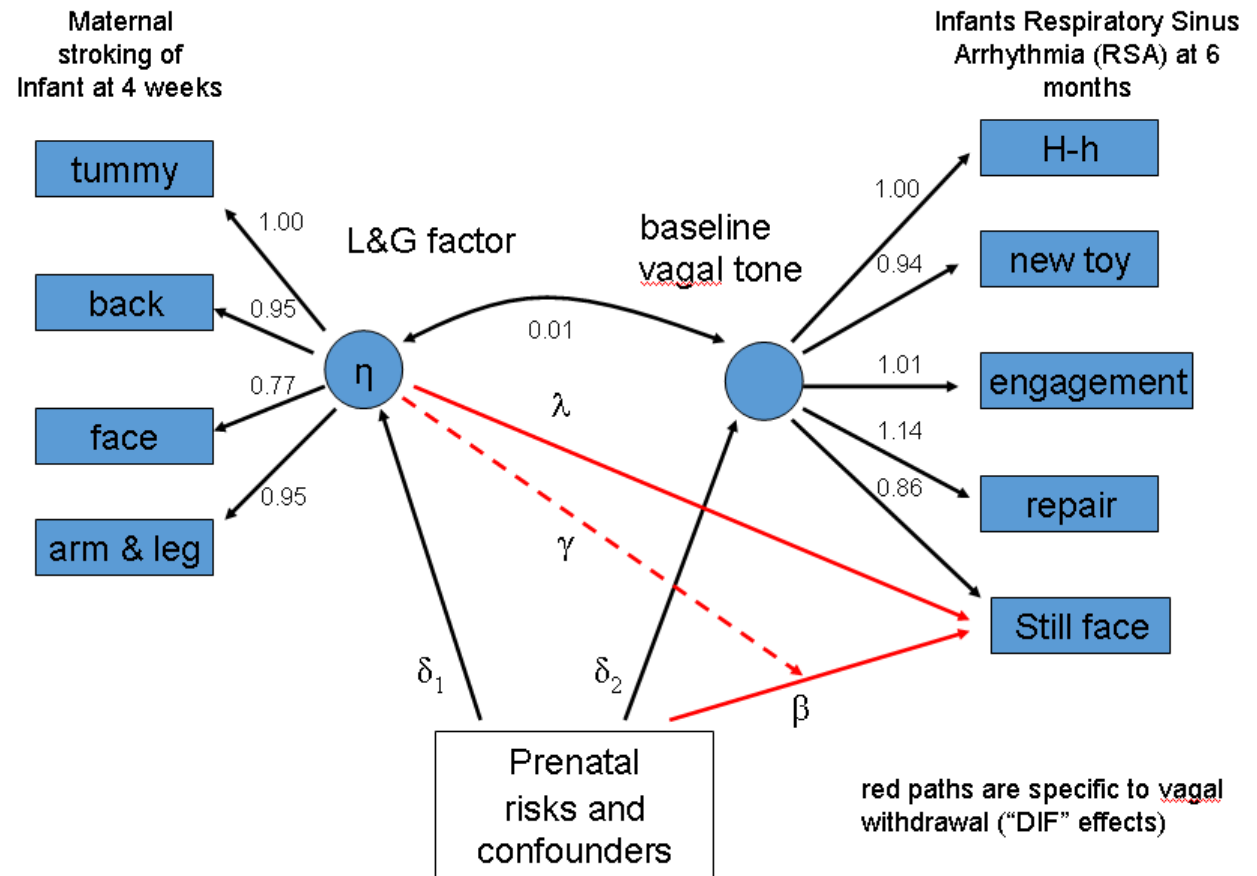 Maternal
stroking of
Infant at 4 weeks
Infants Respiratory Sinus
Arrhythmia (RSA) at 6
months
tummy
back
face
arm & leg
1.00
0.95
0.77
0.95
L&G factor
η
baseline
vagal tone
0.01
H-h
new toy
engagement
repair
Still face
1.00
0.94
1.01
1.14
0.86
λ
γ
β
δ1
δ2
Prenatal
risks and
confounders
red paths are specific to vagal
withdrawal (“DIF” effects)